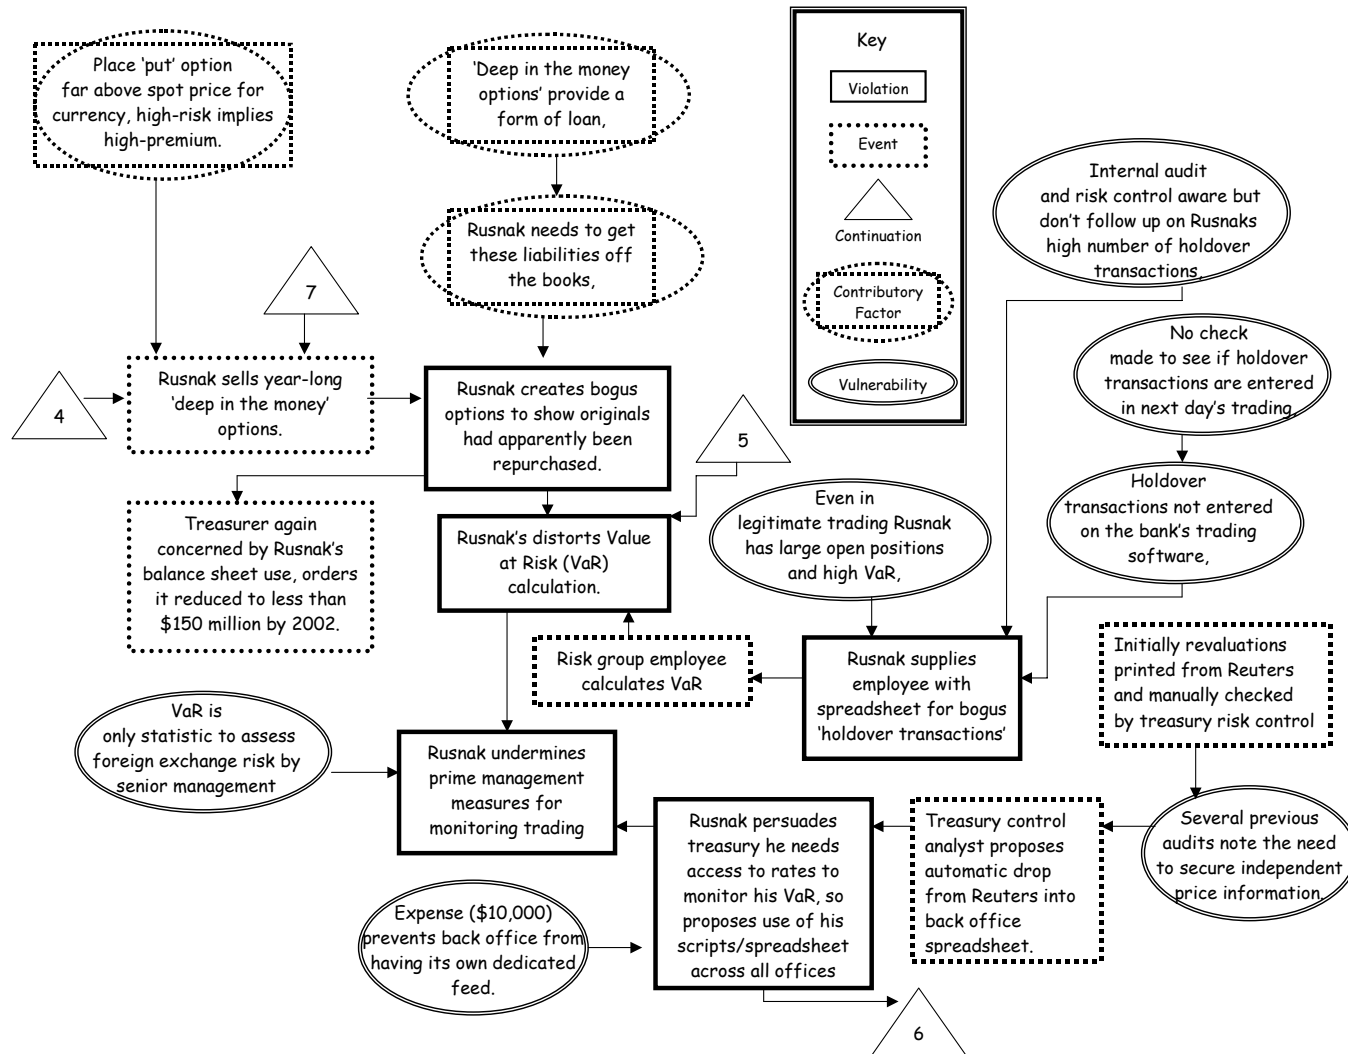 Place 'put' option
far above spot price for
currency, high-risk implies
high-premium.
'Deep in the money
options' provide a
form of loan,
Key
Violation
Event
Continuation
Contributory
Factor
Vulnerability
Internal audit
and risk control aware but
don't follow up on Rusnaks
high number of holdover
transactions,
Rusnak needs to get
these liabilities off
the books,
7
No check
made to see if holdover
transactions are entered
in next day's trading,
4
Rusnak sells year-long
'deep in the money'
options.
Rusnak creates bogus
options to show originals
had apparently been
repurchased.
5
Treasurer again
concerned by Rusnak's
balance sheet use, orders
it reduced to less than
$150 million by 2002.
Rusnak's distorts Value
at Risk (VaR)
calculation.
Even in
legitimate trading Rusnak
has large open positions
and high VaR,
Holdover
transactions not entered
on the bank's trading
software,
Risk group employee
calculates VaR
Rusnak supplies
employee with
spreadsheet for bogus
'holdover transactions'
Initially revaluations
printed from Reuters
and manually checked
by treasury risk control
VaR is
only statistic to assess
foreign exchange risk by
senior management
Rusnak undermines
prime management
measures for
monitoring trading
Rusnak persuades
treasury he needs
access to rates to
monitor his VaR, so
proposes use of his
scripts/spreadsheet
across all offices
Treasury control
analyst proposes
automatic drop
from Reuters into
back office
spreadsheet.
Several previous
audits note the need
to secure independent
price information.
Expense ($10,000)
prevents back office from
having its own dedicated
feed.
6